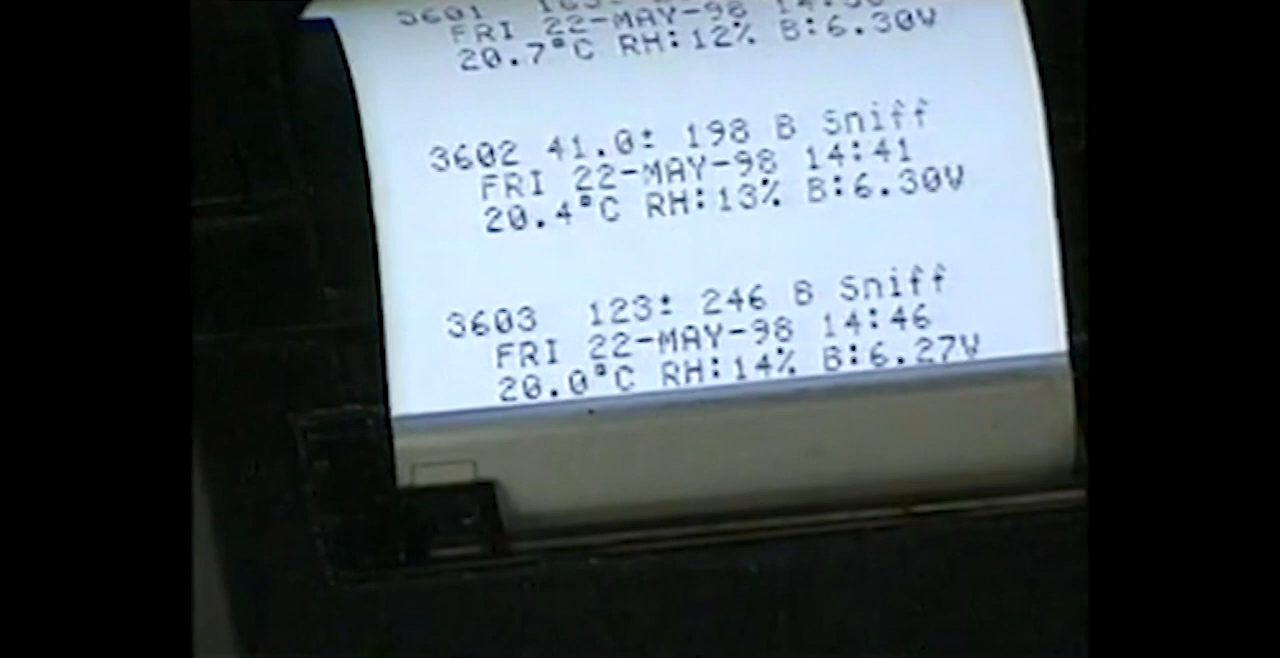 3601
FRI 22-MAY-98
20.7°C RH:12% B:6.30V
3602 41.0± 198 B Sniff
FRI 22-MAY-98 14:41
20.4°C RH:13% B:6.30V
3603 123± 246 B Sniff
FRI 22-MAY-98 14:46
20.0°C RH:14% B:6.27V